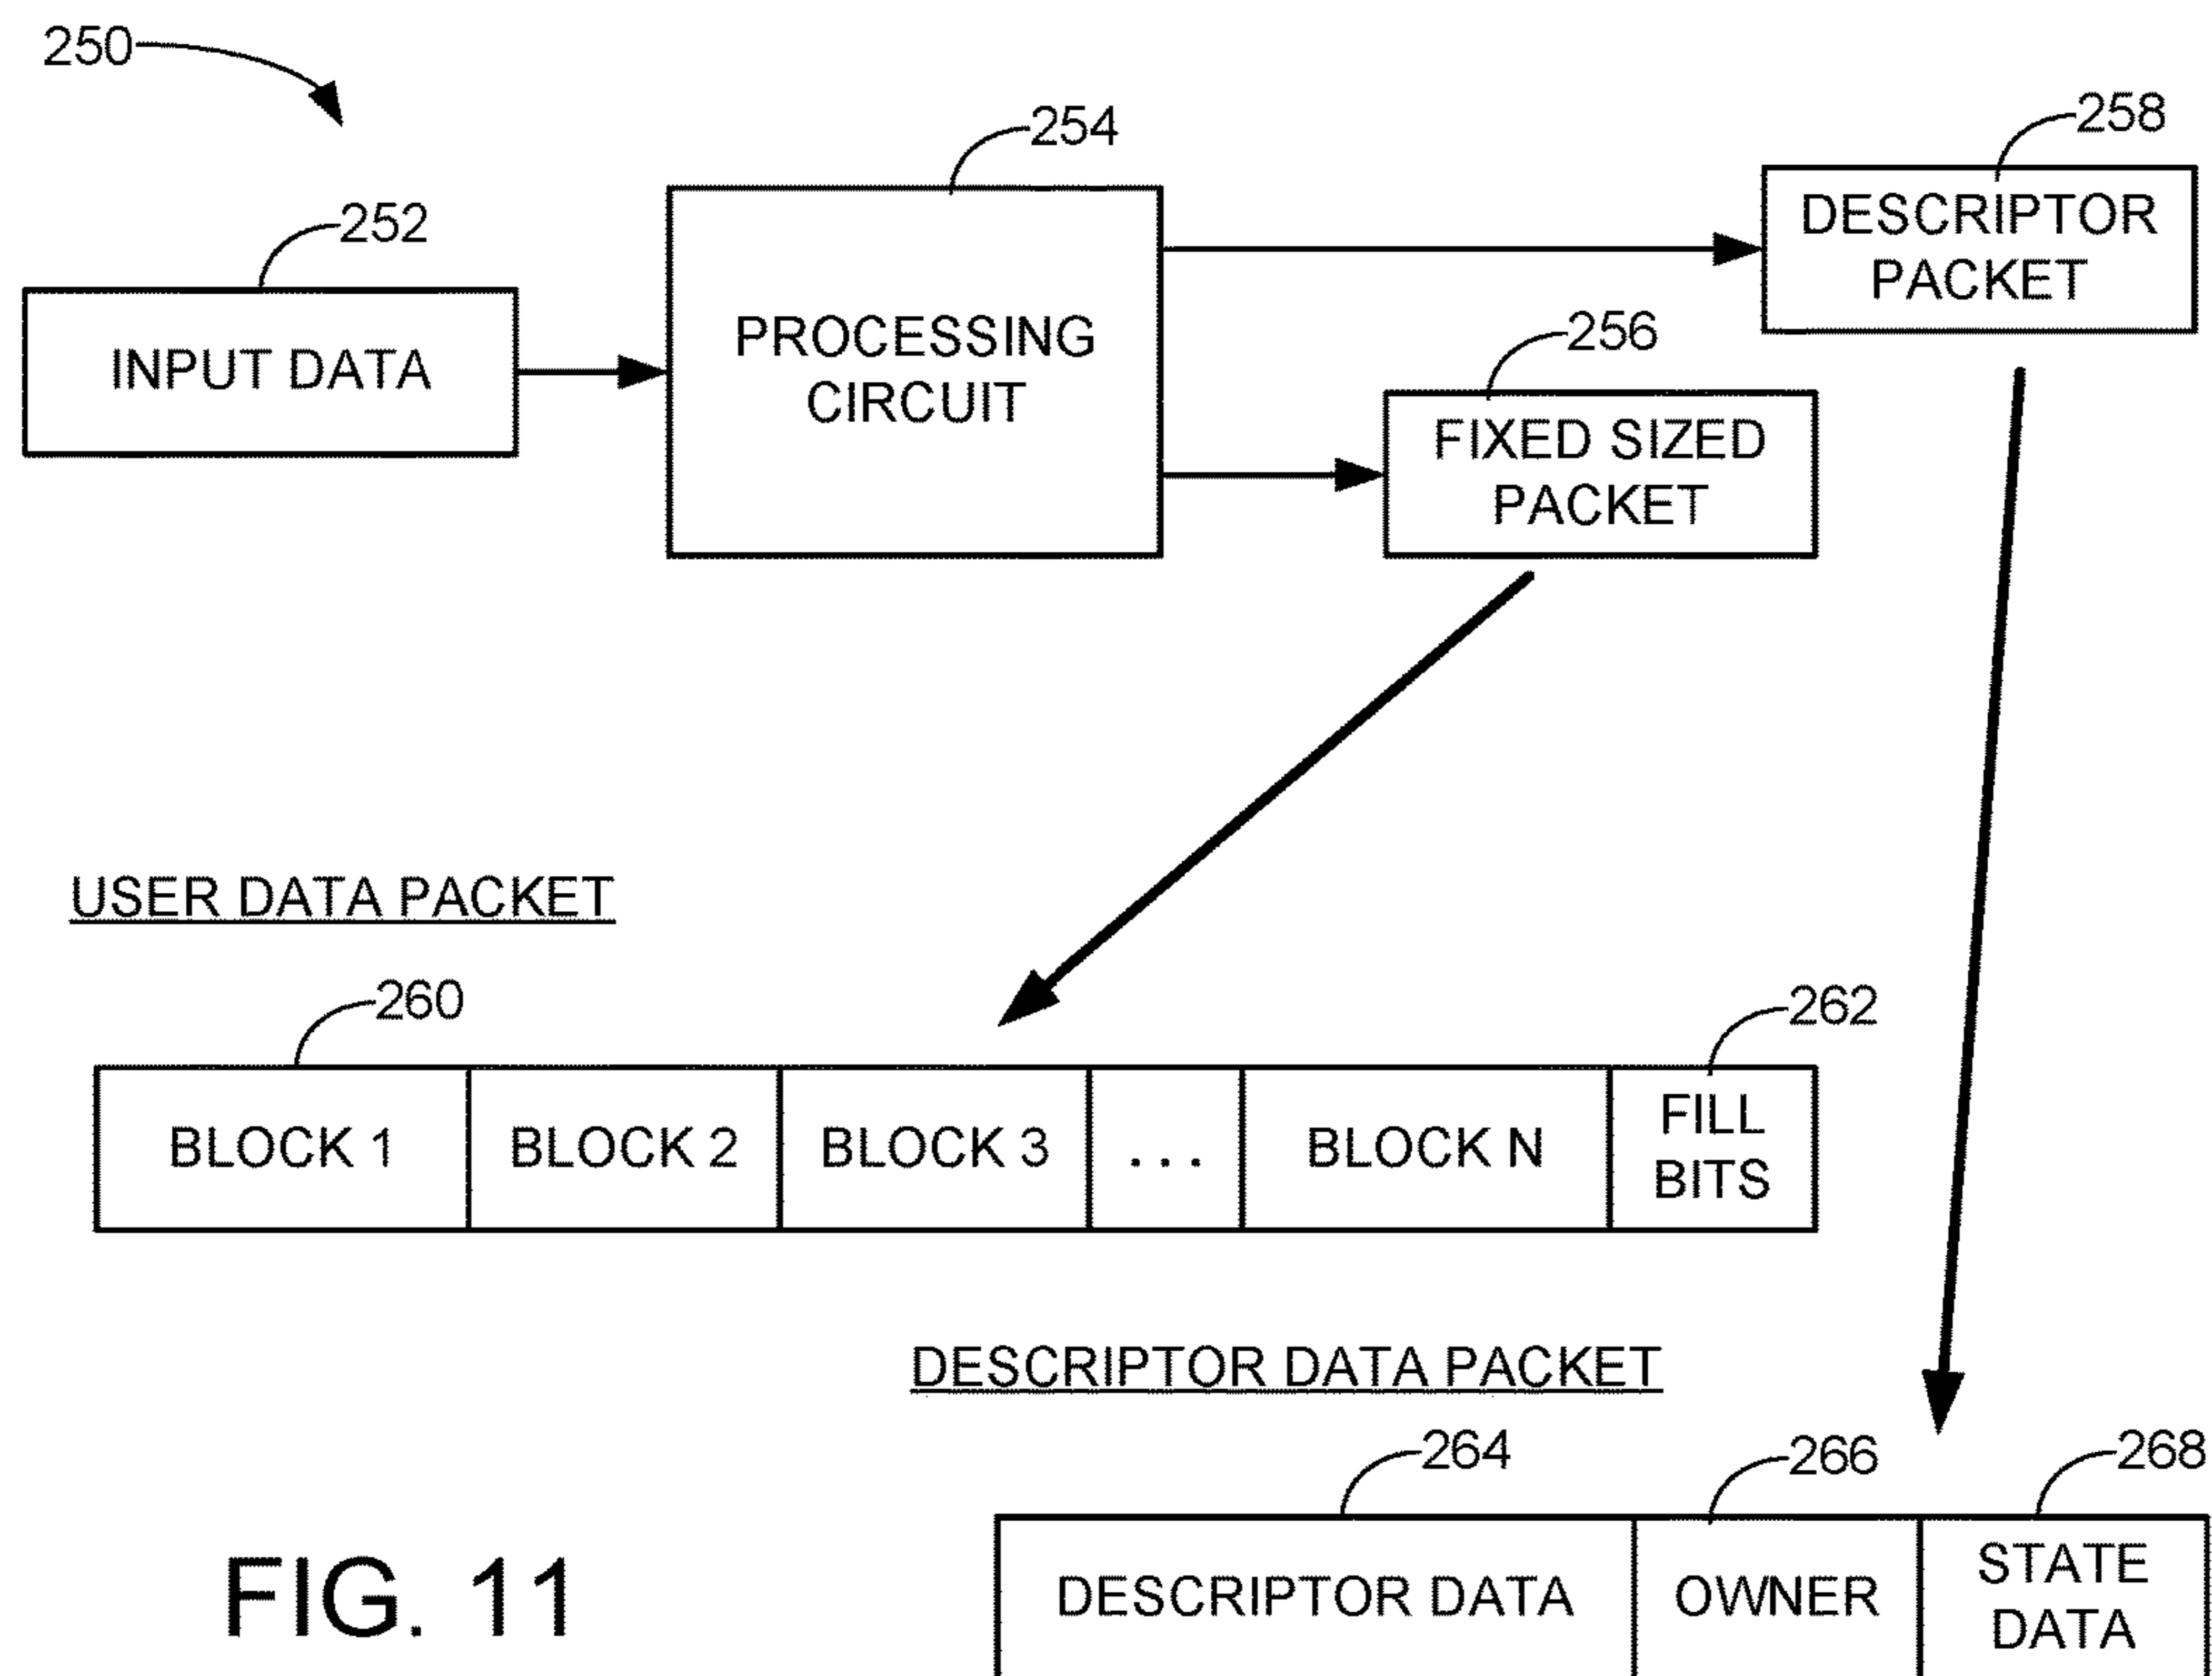 250
254
258
252
DESCRIPTOR
PACKET
INPUT DATA
PROCESSING
CIRCUIT
256
FIXED SIZED
PACKET
USER DATA PACKET
260
262
BLOCK 1
BLOCK 2
BLOCK 3
...
BLOCK N
FILL
BITS
DESCRIPTOR DATA PACKET
264
266
268
DESCRIPTOR DATA
OWNER
STATE
DATA
FIG. 11